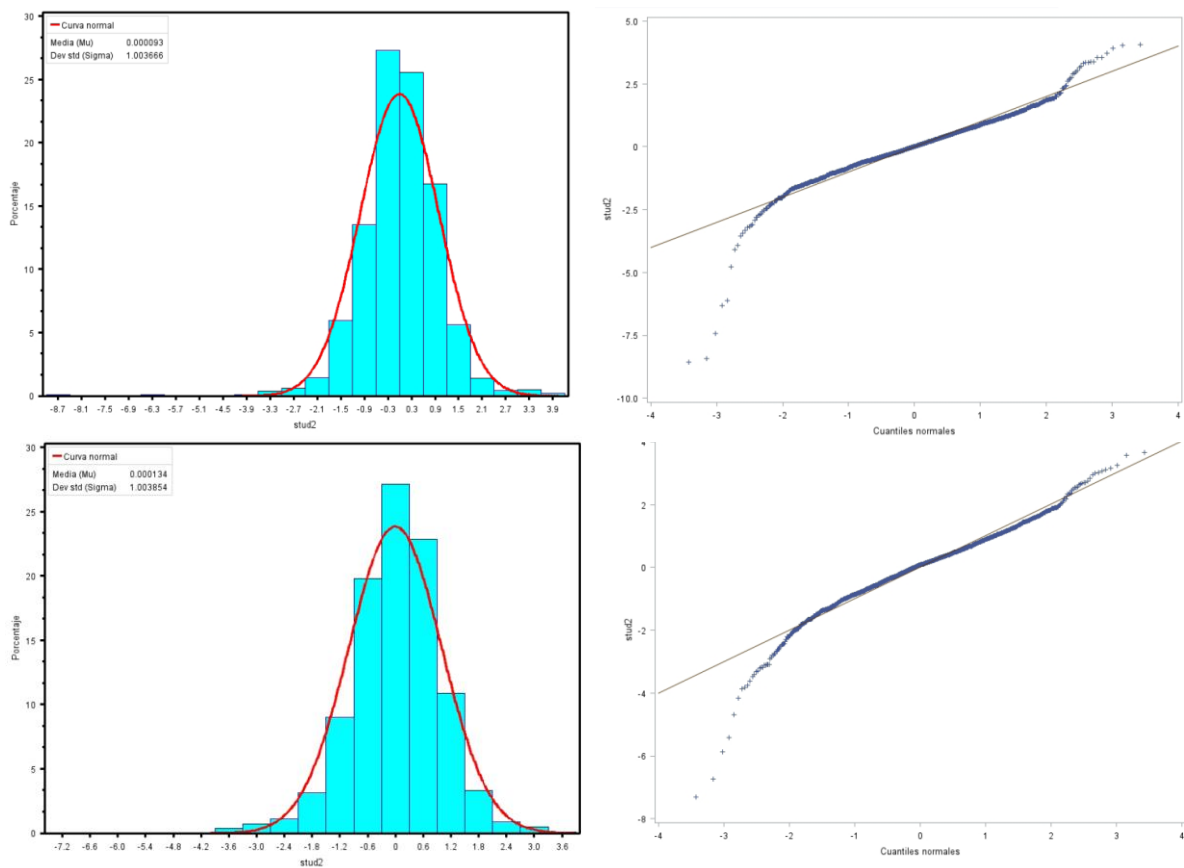 Curva normal
Media (Mu) 0.000093
Dev std (Sigma) 1.003666
30
25
20
15
10
5
0
Porcentaje
-8.7 -8.1 -7.5 -6.9 -6.3 -5.7 -5.1 -4.5 -3.9 -3.3 -2.7 -2.1 -1.5 -0.9 -0.3 0.3 0.9 1.5 2.1 2.7 3.3 3.9
stud2
5.0
2.5
0
-2.5
-5.0
-7.5
-10.0
stud2
-4 -3 -2 -1 0 1 2 3 4
Cuantiles normales
Curva normal
Media (Mu) 0.000134
Dev std (Sigma) 1.003854
30
25
20
15
10
5
0
Porcentaje
-7.2 -6.6 -6.0 -5.4 -4.8 -4.2 -3.6 -3.0 -2.4 -1.8 -1.2 -0.6 0 0.6 1.2 1.8 2.4 3.0 3.6
stud2
4
2
0
-2
-4
-6
-8
stud2
-4 -3 -2 -1 0 1 2 3 4
Cuantiles normales